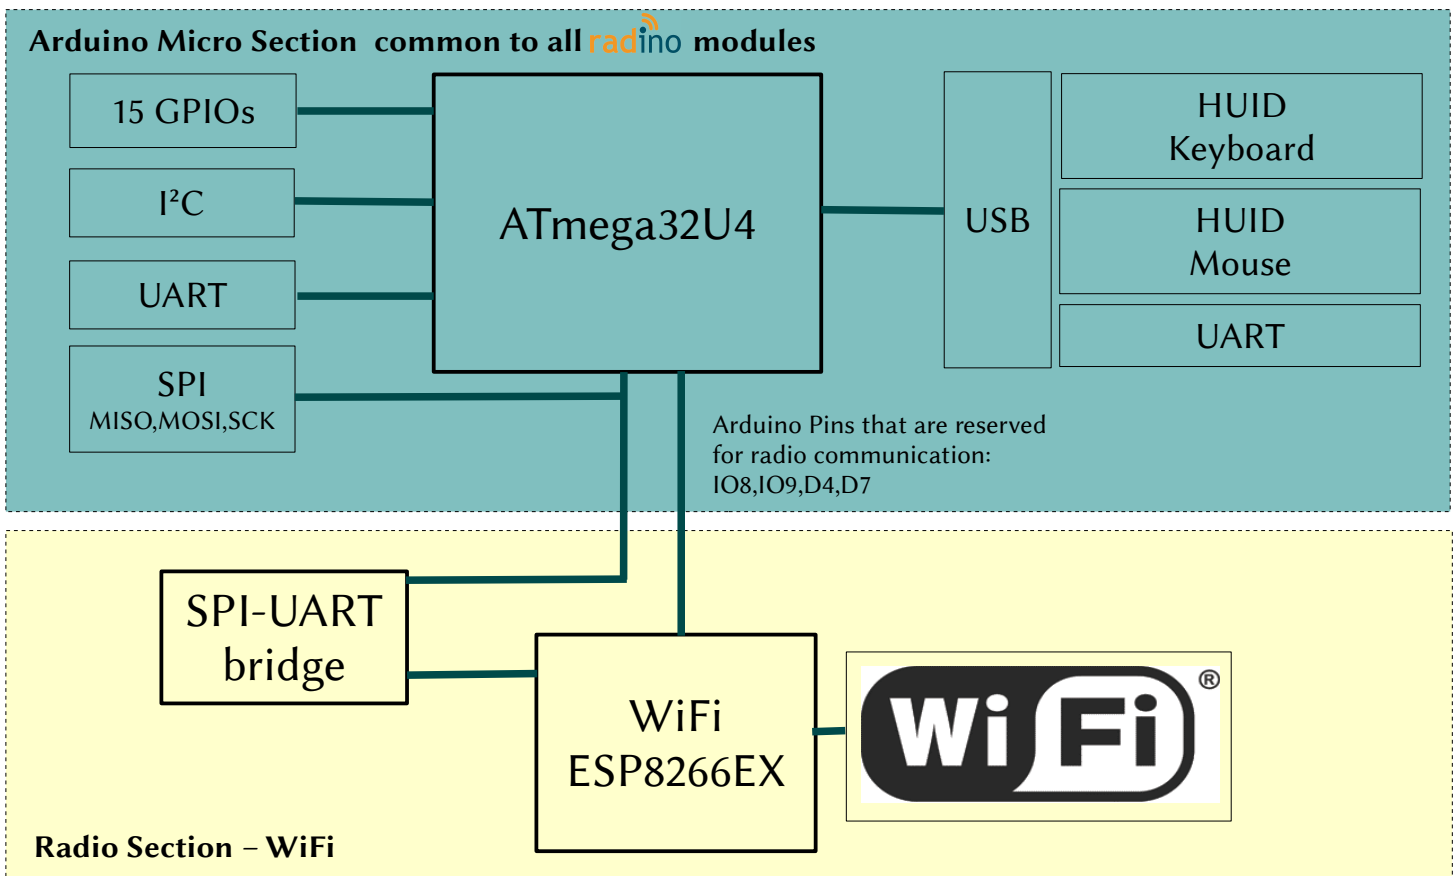 Arduino Micro Section common to all radino modules
15 GPIOs
I²C
UART
SPI
MISO,MOSI,SCK
ATmega32U4
USB
HUID
Keyboard
HUID
Mouse
UART
Arduino Pins that are reserved
for radio communication:
IO8,IO9,D4,D7
SPI-UART
bridge
WiFi
ESP8266EX
Wi Fi ®
Radio Section – WiFi